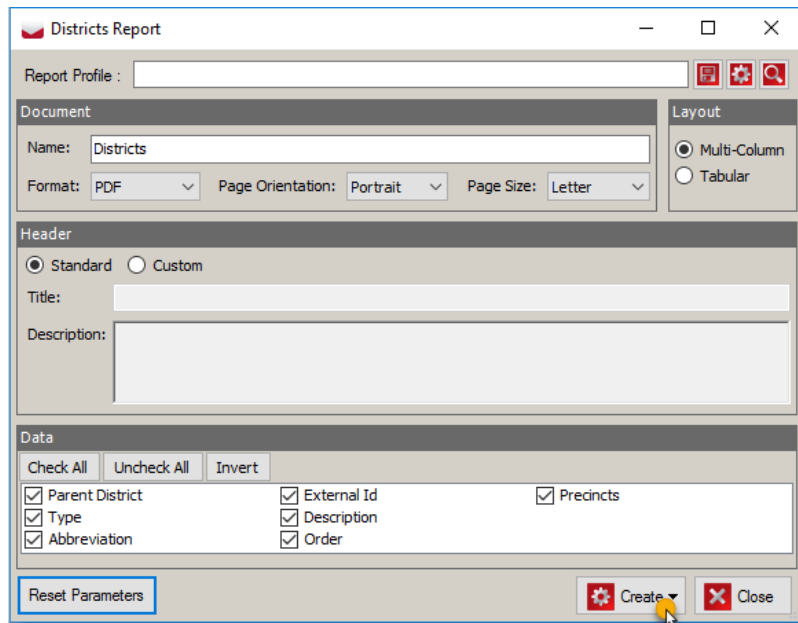 Districts Report
Report Profile :
Document
Name: Districts
Format: PDF Page Orientation: Portrait Page Size: Letter
Layout
Multi-Column
Tabular
Header
Standard Custom
Title:
Description:
Data
Check All Uncheck All Invert
Parent District External Id Precincts
Type Description
Abbreviation Order
Reset Parameters Create Close